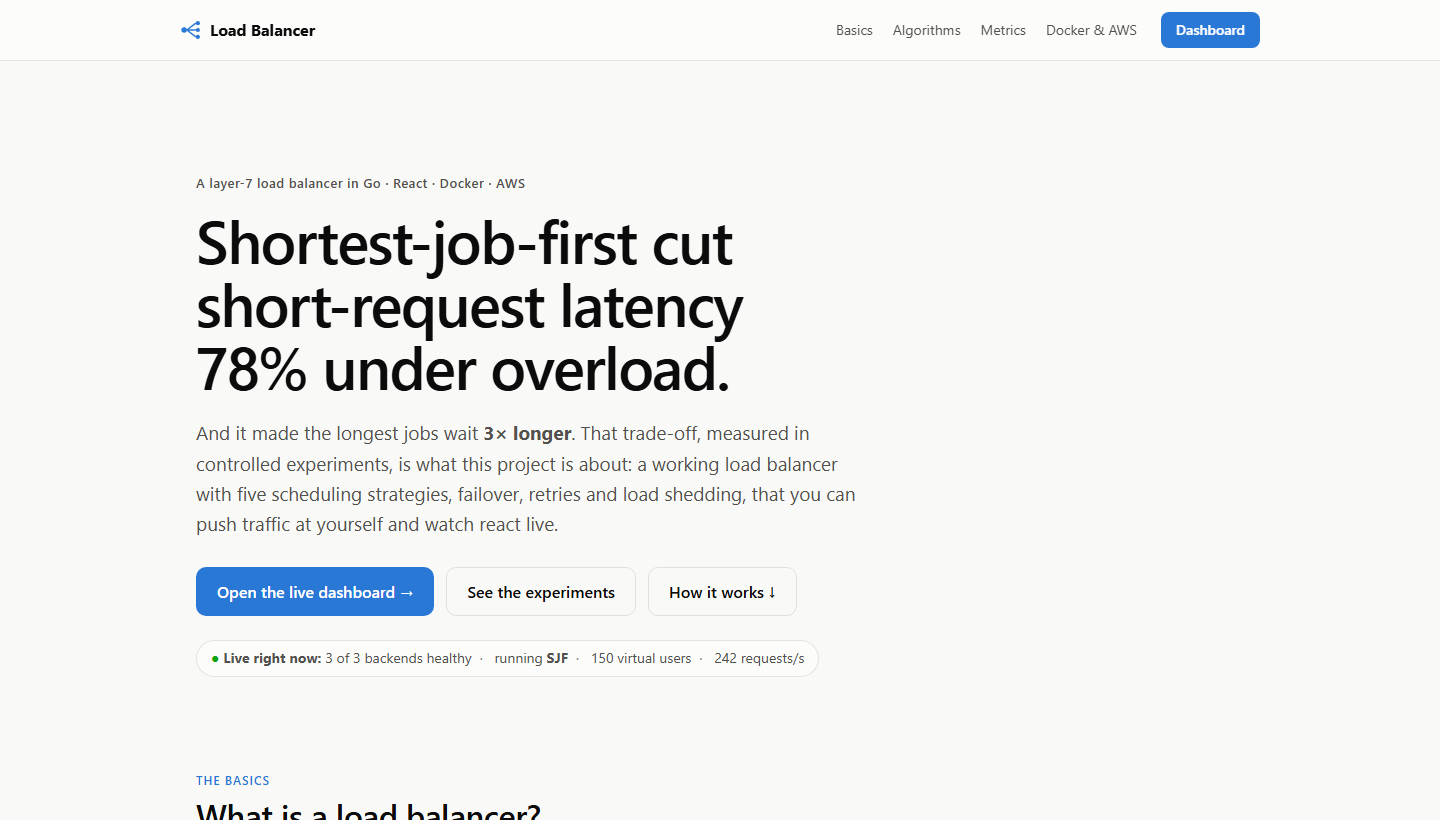 Load Balancer
Basics
Algorithms
Metrics
Docker & AWS
Dashboard
A layer-7 load balancer in Go · React · Docker · AWS
Shortest-job-first cut
short-request latency
78% under overload.
And it made the longest jobs wait 3× longer. That trade-off, measured in
controlled experiments, is what this project is about: a working load balancer
with five scheduling strategies, failover, retries and load shedding, that you can
push traffic at yourself and watch react live.
Open the live dashboard →
See the experiments
How it works ↓
● Live right now: 3 of 3 backends healthy · running SJF · 150 virtual users · 242 requests/s
THE BASICS
What is a load balancer?